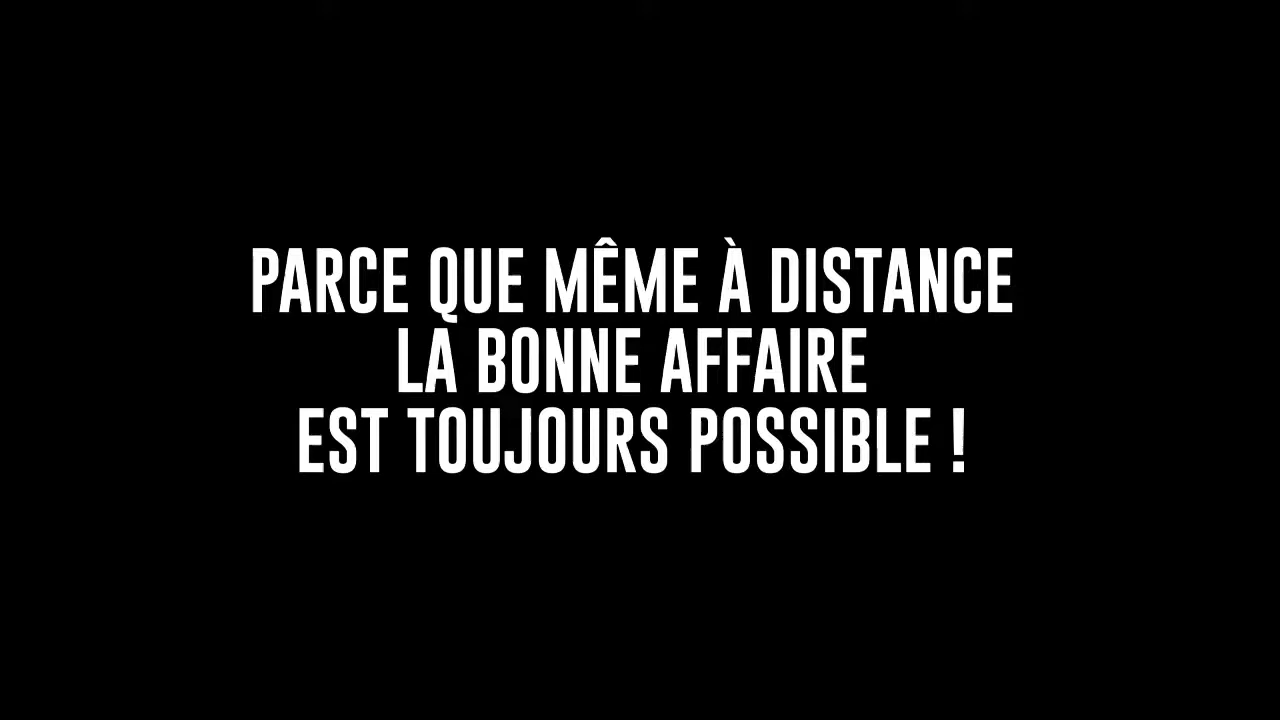 PARCE QUE MÊME À DISTANCE
LA BONNE AFFAIRE
EST TOUJOURS POSSIBLE !